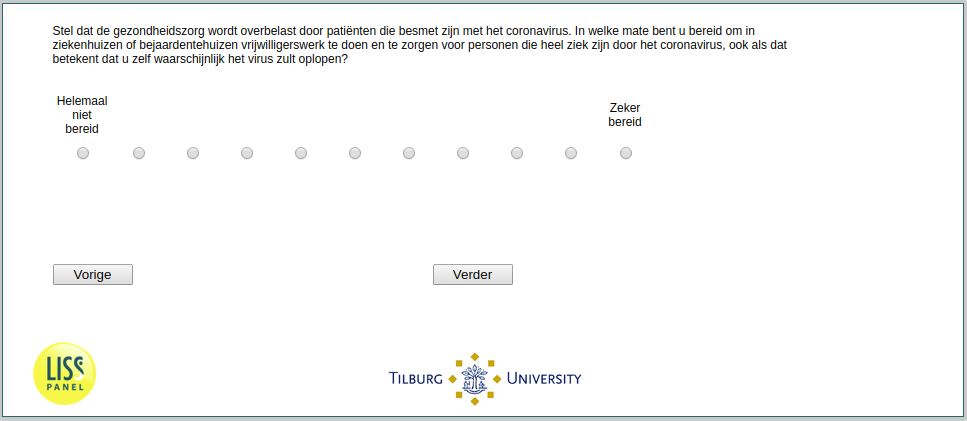 Stel dat de gezondheidszorg wordt overbelast door patiënten die besmet zijn met het coronavirus. In welke mate bent u bereid om in
ziekenhuizen of bejaardentehuizen vrijwilligerswerk te doen en te zorgen voor personen die heel ziek zijn door het coronavirus, ook als dat
betekent dat u zelf waarschijnlijk het virus zult oplopen?
Helemaal
niet
bereid
Zeker
bereid
Vorige
Verder
LISS
PANEL
TILBURG UNIVERSITY